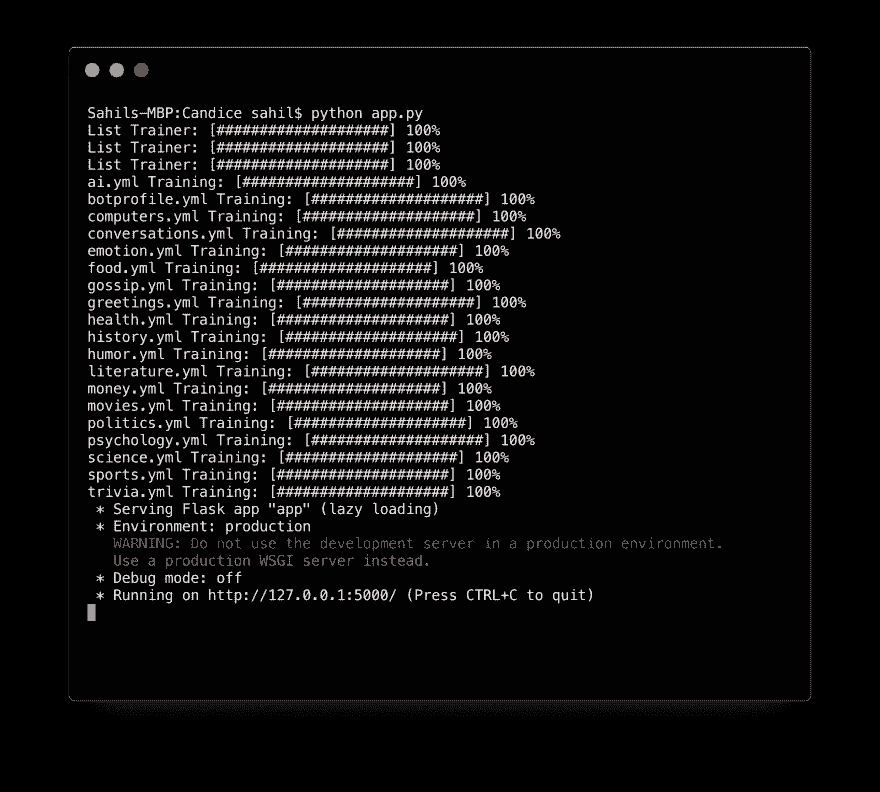 Sahils-MBP:Candice sahil$ python app.py
List Trainer: [####################] 100%
List Trainer: [####################] 100%
List Trainer: [####################] 100%
ai.yml Training: [####################] 100%
botprofile.yml Training: [####################] 100%
computers.yml Training: [####################] 100%
conversations.yml Training: [####################] 100%
emotion.yml Training: [####################] 100%
food.yml Training: [####################] 100%
gossip.yml Training: [####################] 100%
greetings.yml Training: [####################] 100%
health.yml Training: [####################] 100%
history.yml Training: [####################] 100%
humor.yml Training: [####################] 100%
literature.yml Training: [####################] 100%
money.yml Training: [####################] 100%
movies.yml Training: [####################] 100%
politics.yml Training: [####################] 100%
psychology.yml Training: [####################] 100%
science.yml Training: [####################] 100%
sports.yml Training: [####################] 100%
trivia.yml Training: [####################] 100%
 * Serving Flask app "app" (lazy loading)
 * Environment: production
   WARNING: Do not use the development server in a production environment.
   Use a production WSGI server instead.
 * Debug mode: off
 * Running on http://127.0.0.1:5000/ (Press CTRL+C to quit)